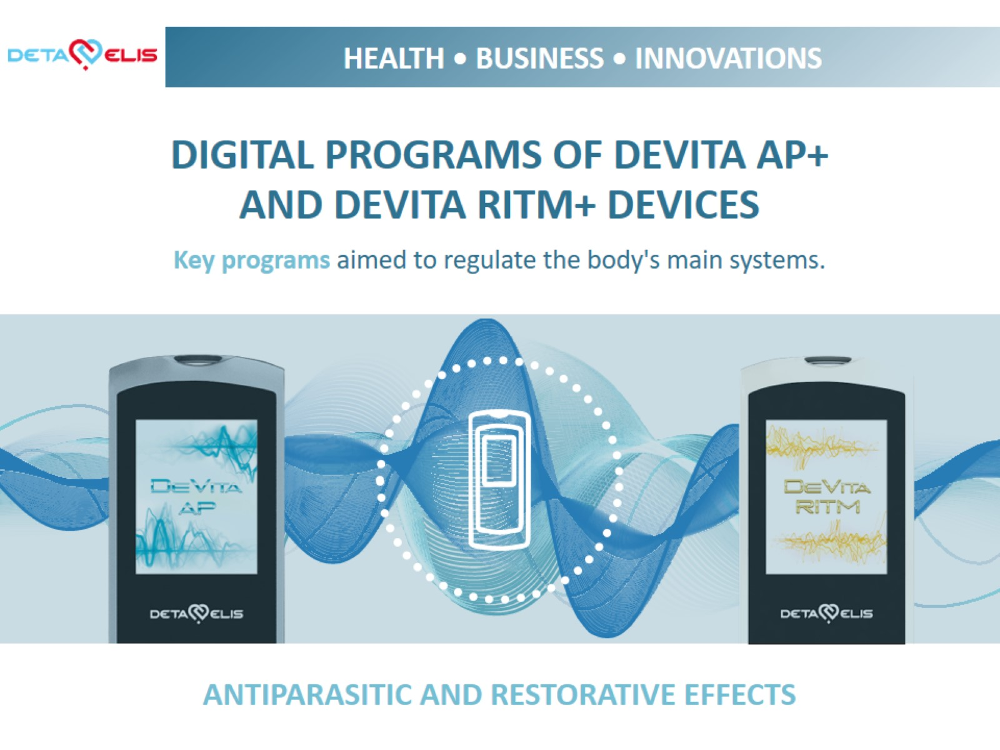 DETA ELIS
HEALTH • BUSINESS • INNOVATIONS
DIGITAL PROGRAMS OF DEVITA AP+
AND DEVITA RITM+ DEVICES
Key programs aimed to regulate the body's main systems.
DEVITA
AP
DETA ELIS
DEVITA
RITM
DETA ELIS
ANTIPARASITIC AND RESTORATIVE EFFECTS